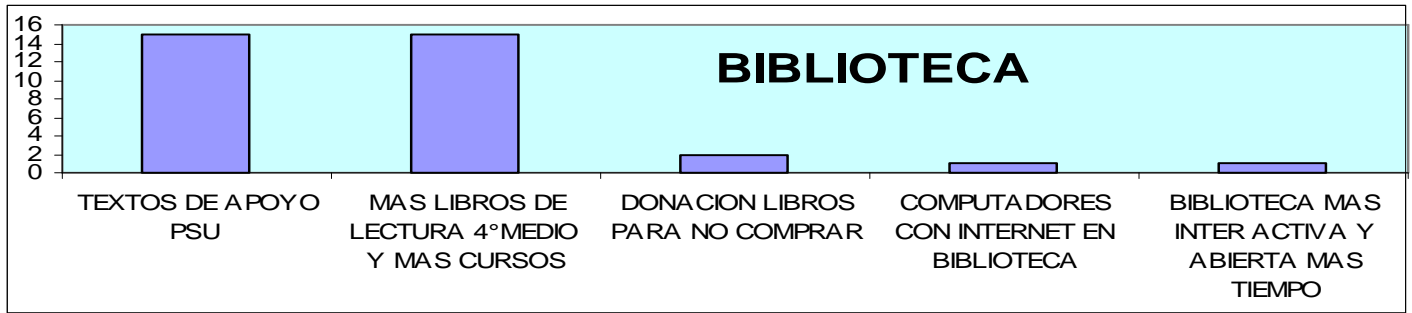 16
14
12
10
8
6
4
2
0
BIBLIOTECA
TEXTOS DE APOYO
PSU
MAS LIBROS DE
LECTURA 4°MEDIO
Y MAS CURSOS
DONACION LIBROS
PARA NO COMPRAR
COMPUTADORES
CON INTERNET EN
BIBLIOTECA
BIBLIOTECA MAS
INTERACTIVA Y
ABIERTA MAS
TIEMPO